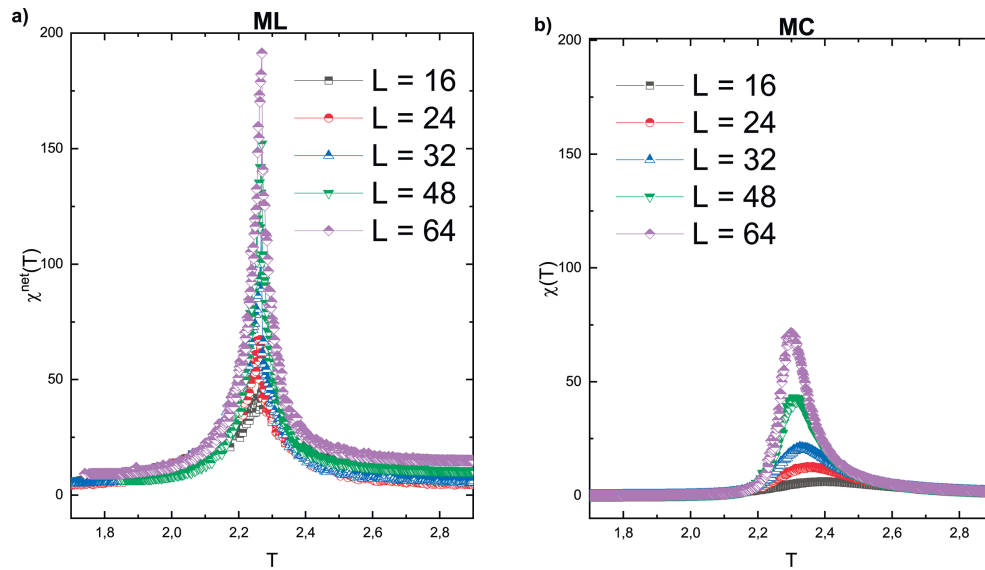 a)
ML
200
150
100
50
0
χnet(T)
L = 16
L = 24
L = 32
L = 48
L = 64
1,8
2,0
2,2
2,4
2,6
2,8
T
b)
MC
200
150
100
50
0
χ(T)
L = 16
L = 24
L = 32
L = 48
L = 64
1,8
2,0
2,2
2,4
2,6
2,8
T